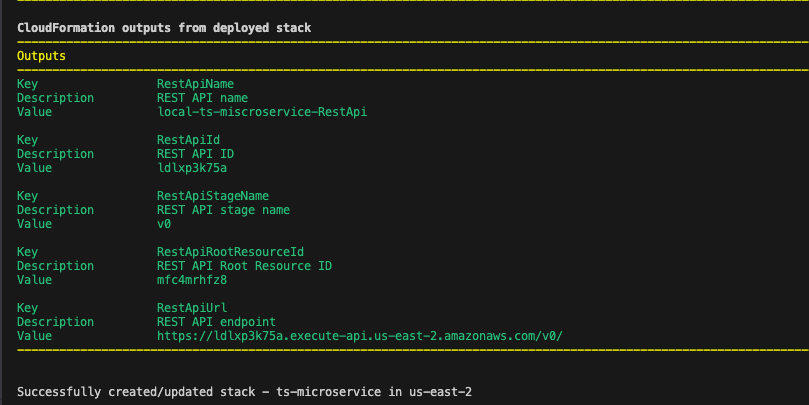 CloudFormation outputs from deployed stack
Outputs
Key RestApiName
Description REST API name
Value local-ts-miscroservice-RestApi
Key RestApiId
Description REST API ID
Value ldlxp3k75a
Key RestApiStageName
Description REST API stage name
Value v0
Key RestApiRootResourceId
Description REST API Root Resource ID
Value mfc4mrhfz8
Key RestApiUrl
Description REST API endpoint
Value https://ldlxp3k75a.execute-api.us-east-2.amazonaws.com/v0/
Successfully created/updated stack - ts-microservice in us-east-2